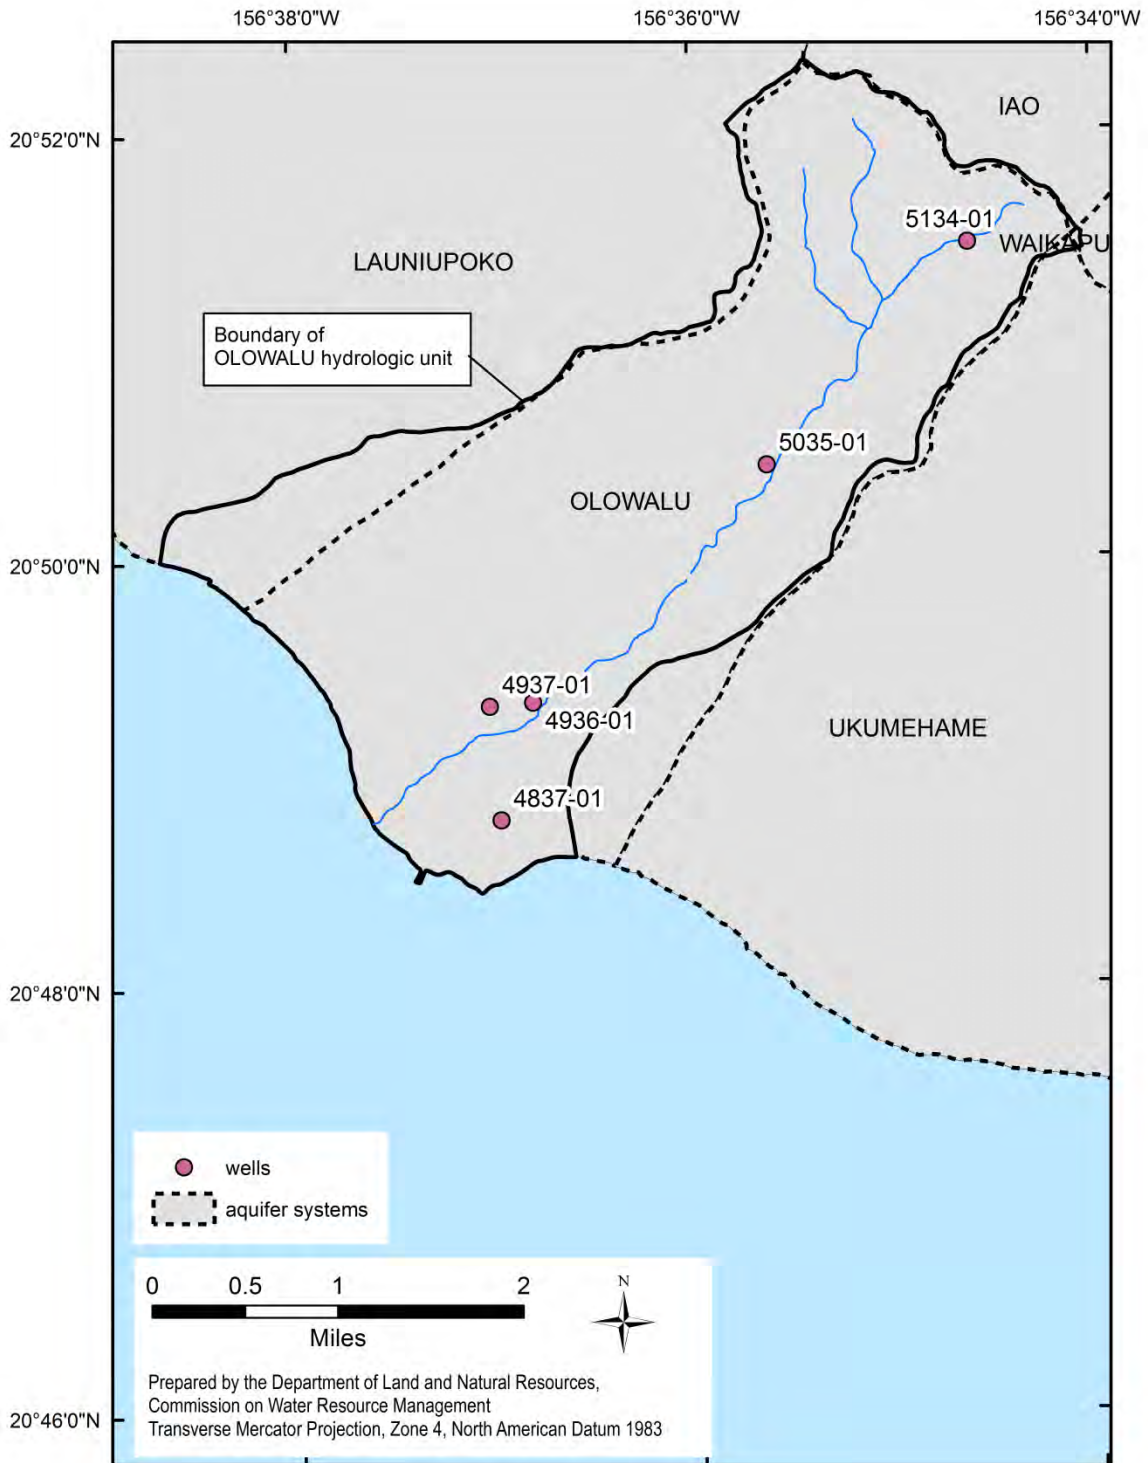 156°38'0"W
156°36'0"W
156°34'0"W
20°52'0"N
IAO
5134-01
WAIKAPU
LAUNIUPOKO
Boundary of
OLOWALU hydrologic unit
5035-01
OLOWALU
20°50'0"N
4937-01
4936-01
UKUMEHAME
4837-01
20°48'0"N
wells
aquifer systems
0 0.5 1 2
Miles
N
Prepared by the Department of Land and Natural Resources,
Commission on Water Resource Management
Transverse Mercator Projection, Zone 4, North American Datum 1983
20°46'0"N